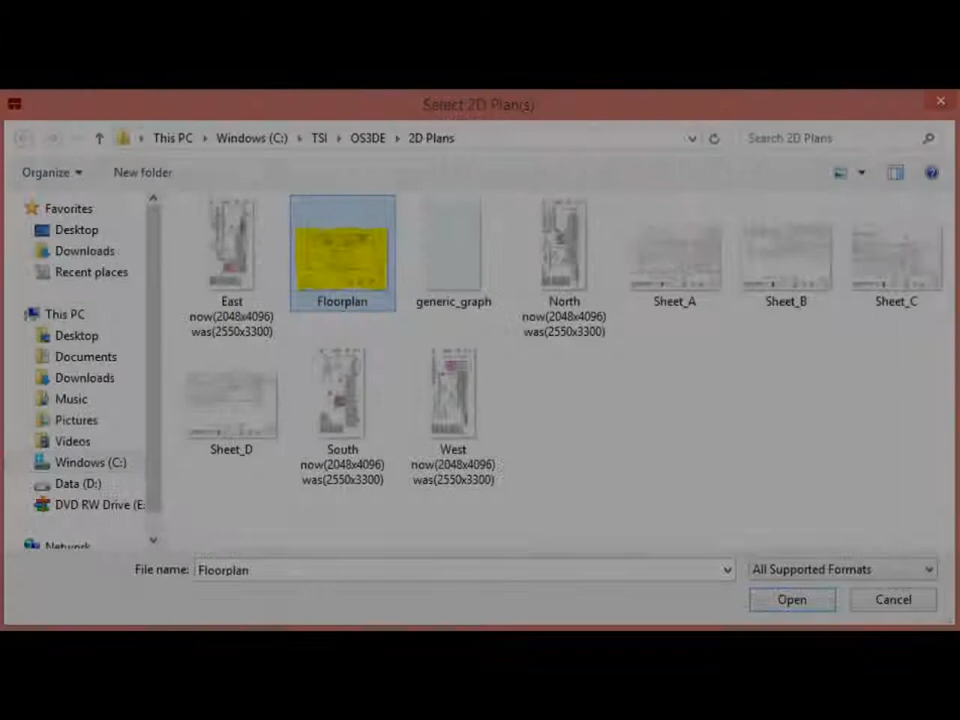 Select 2D Plan(s)
This PC
Windows (C:)
TSI
OS3DE
2D Plans
Search 2D Plans
Organize
New folder
Favorites
Desktop
Downloads
Recent places
This PC
Desktop
Documents
Downloads
Music
Pictures
Videos
Windows (C:)
Data (D:)
DVD RW Drive (E:
Network
East
now(2048x4096)
was(2550x3300)
Floorplan
generic_graph
North
now(2048x4096)
was(2550x3300)
Sheet_A
Sheet_B
Sheet_C
Sheet_D
South
now(2048x4096)
was(2550x3300)
West
now(2048x4096)
was(2550x3300)
File name:
Floorplan
All Supported Formats
Open
Cancel